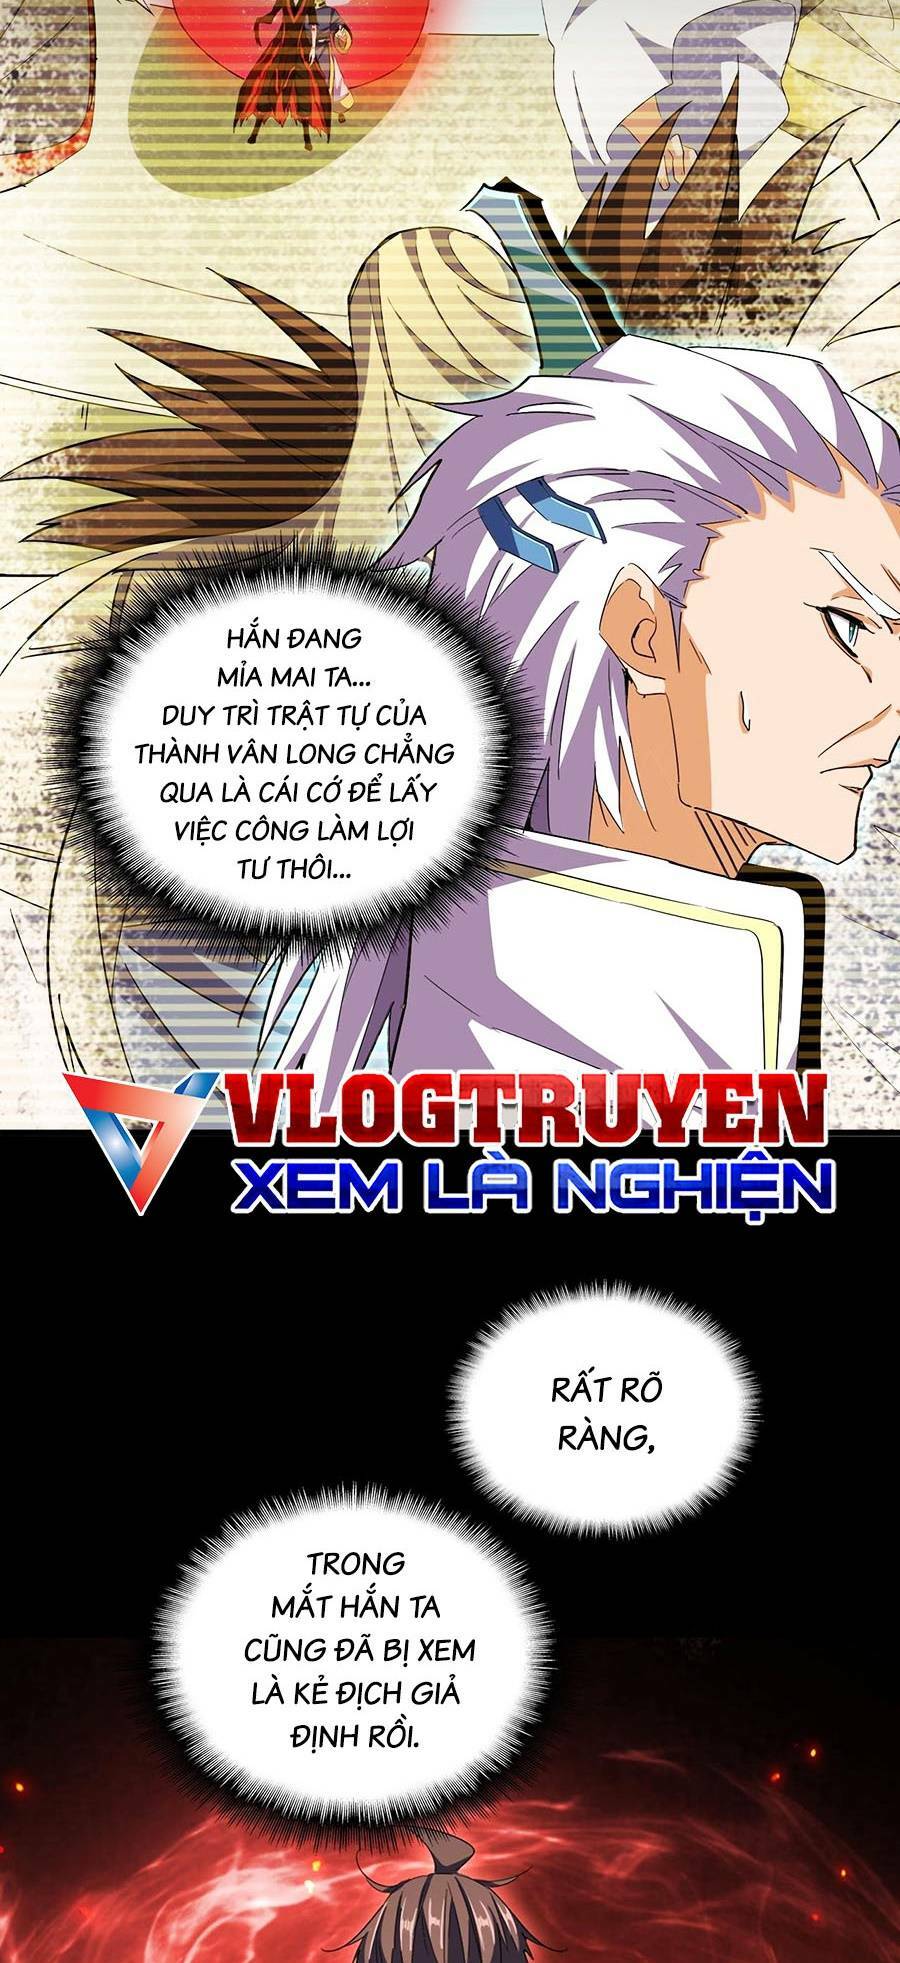 HẮN ĐANG
MỈA MAI TA...
DUY TRÌ TRẬT TỰ CỦA
THÀNH VÂN LONG CHẲNG
QUA LÀ CÁI CỚ ĐỂ LẤY
VIỆC CÔNG LÀM LỢI
TƯ THÔI...
VLOGTRUYEN
XEM LÀ NGHIỆN
RẤT RÕ
RÀNG,
TRONG
MẮT HẮN TA
CŨNG ĐÃ BỊ XEM
LÀ KẺ ĐỊCH GIẢ
ĐỊNH RỒI.